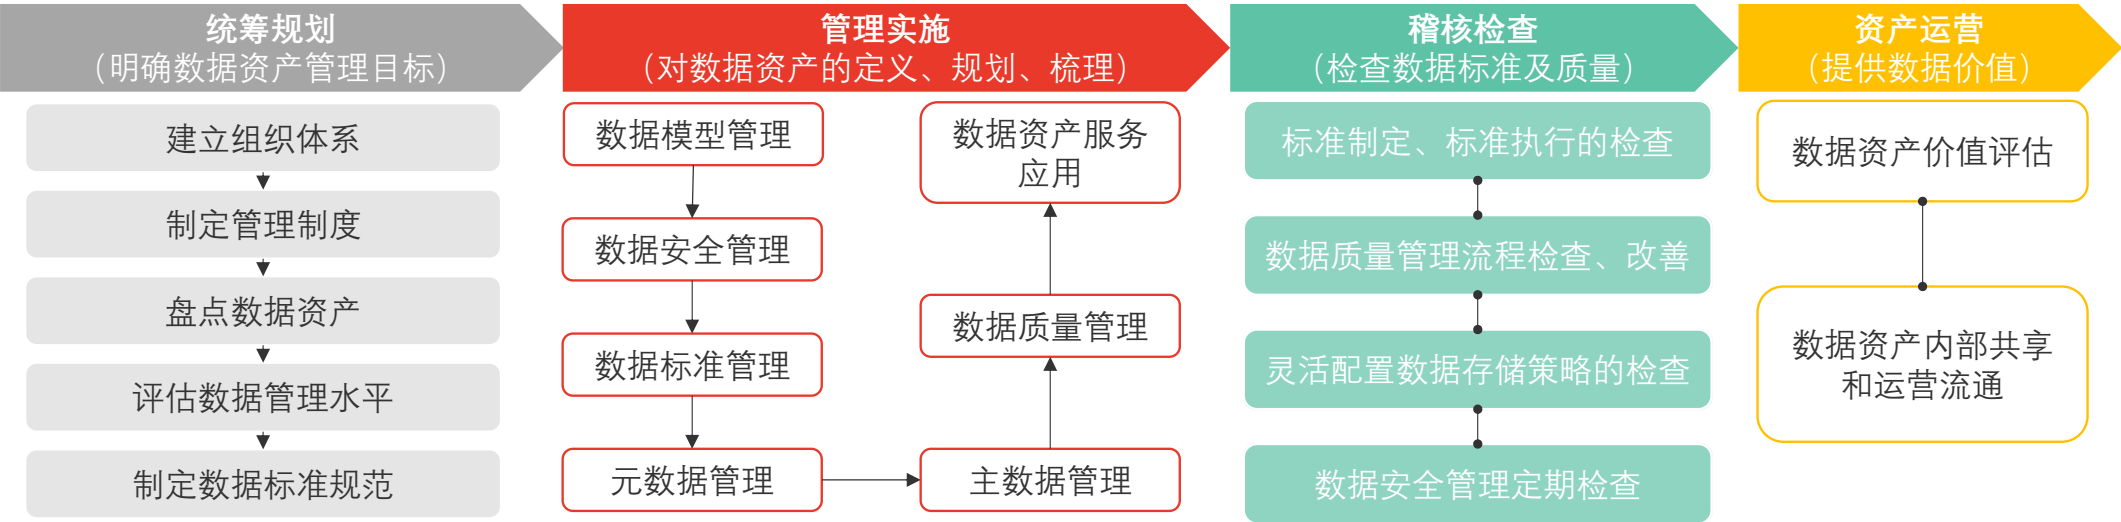 统筹规划
（明确数据资产管理目标）
建立组织体系
制定管理制度
盘点数据资产
评估数据管理水平
制定数据标准规范
管理实施
（对数据资产的定义、规划、梳理）
数据模型管理
数据安全管理
数据标准管理
元数据管理
主数据管理
数据质量管理
数据资产服务
应用
稽核检查
（检查数据标准及质量）
标准制定、标准执行的检查
数据质量管理流程检查、改善
灵活配置数据存储策略的检查
数据安全管理定期检查
资产运营
（提供数据价值）
数据资产价值评估
数据资产内部共享
和运营流通